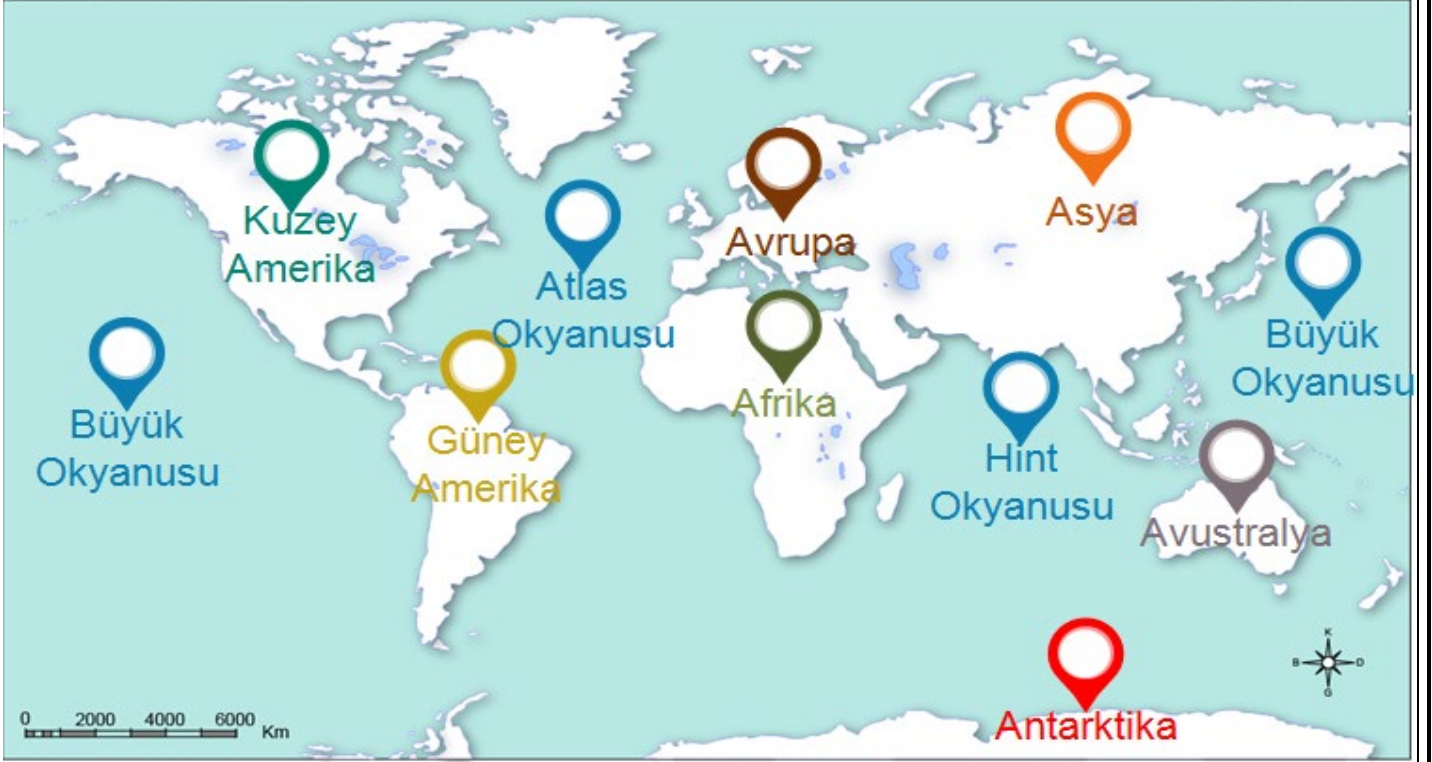 Kuzey
Amerika
Avrupa
Asya
Atlas
Okyanusu
Büyük
Okyanusu
Afrika
Büyük
Okyanusu
Güney
Amerika
Hint
Okyanusu
Avustralya
K
B D
G
Antarktika
0 2000 4000 6000 Km